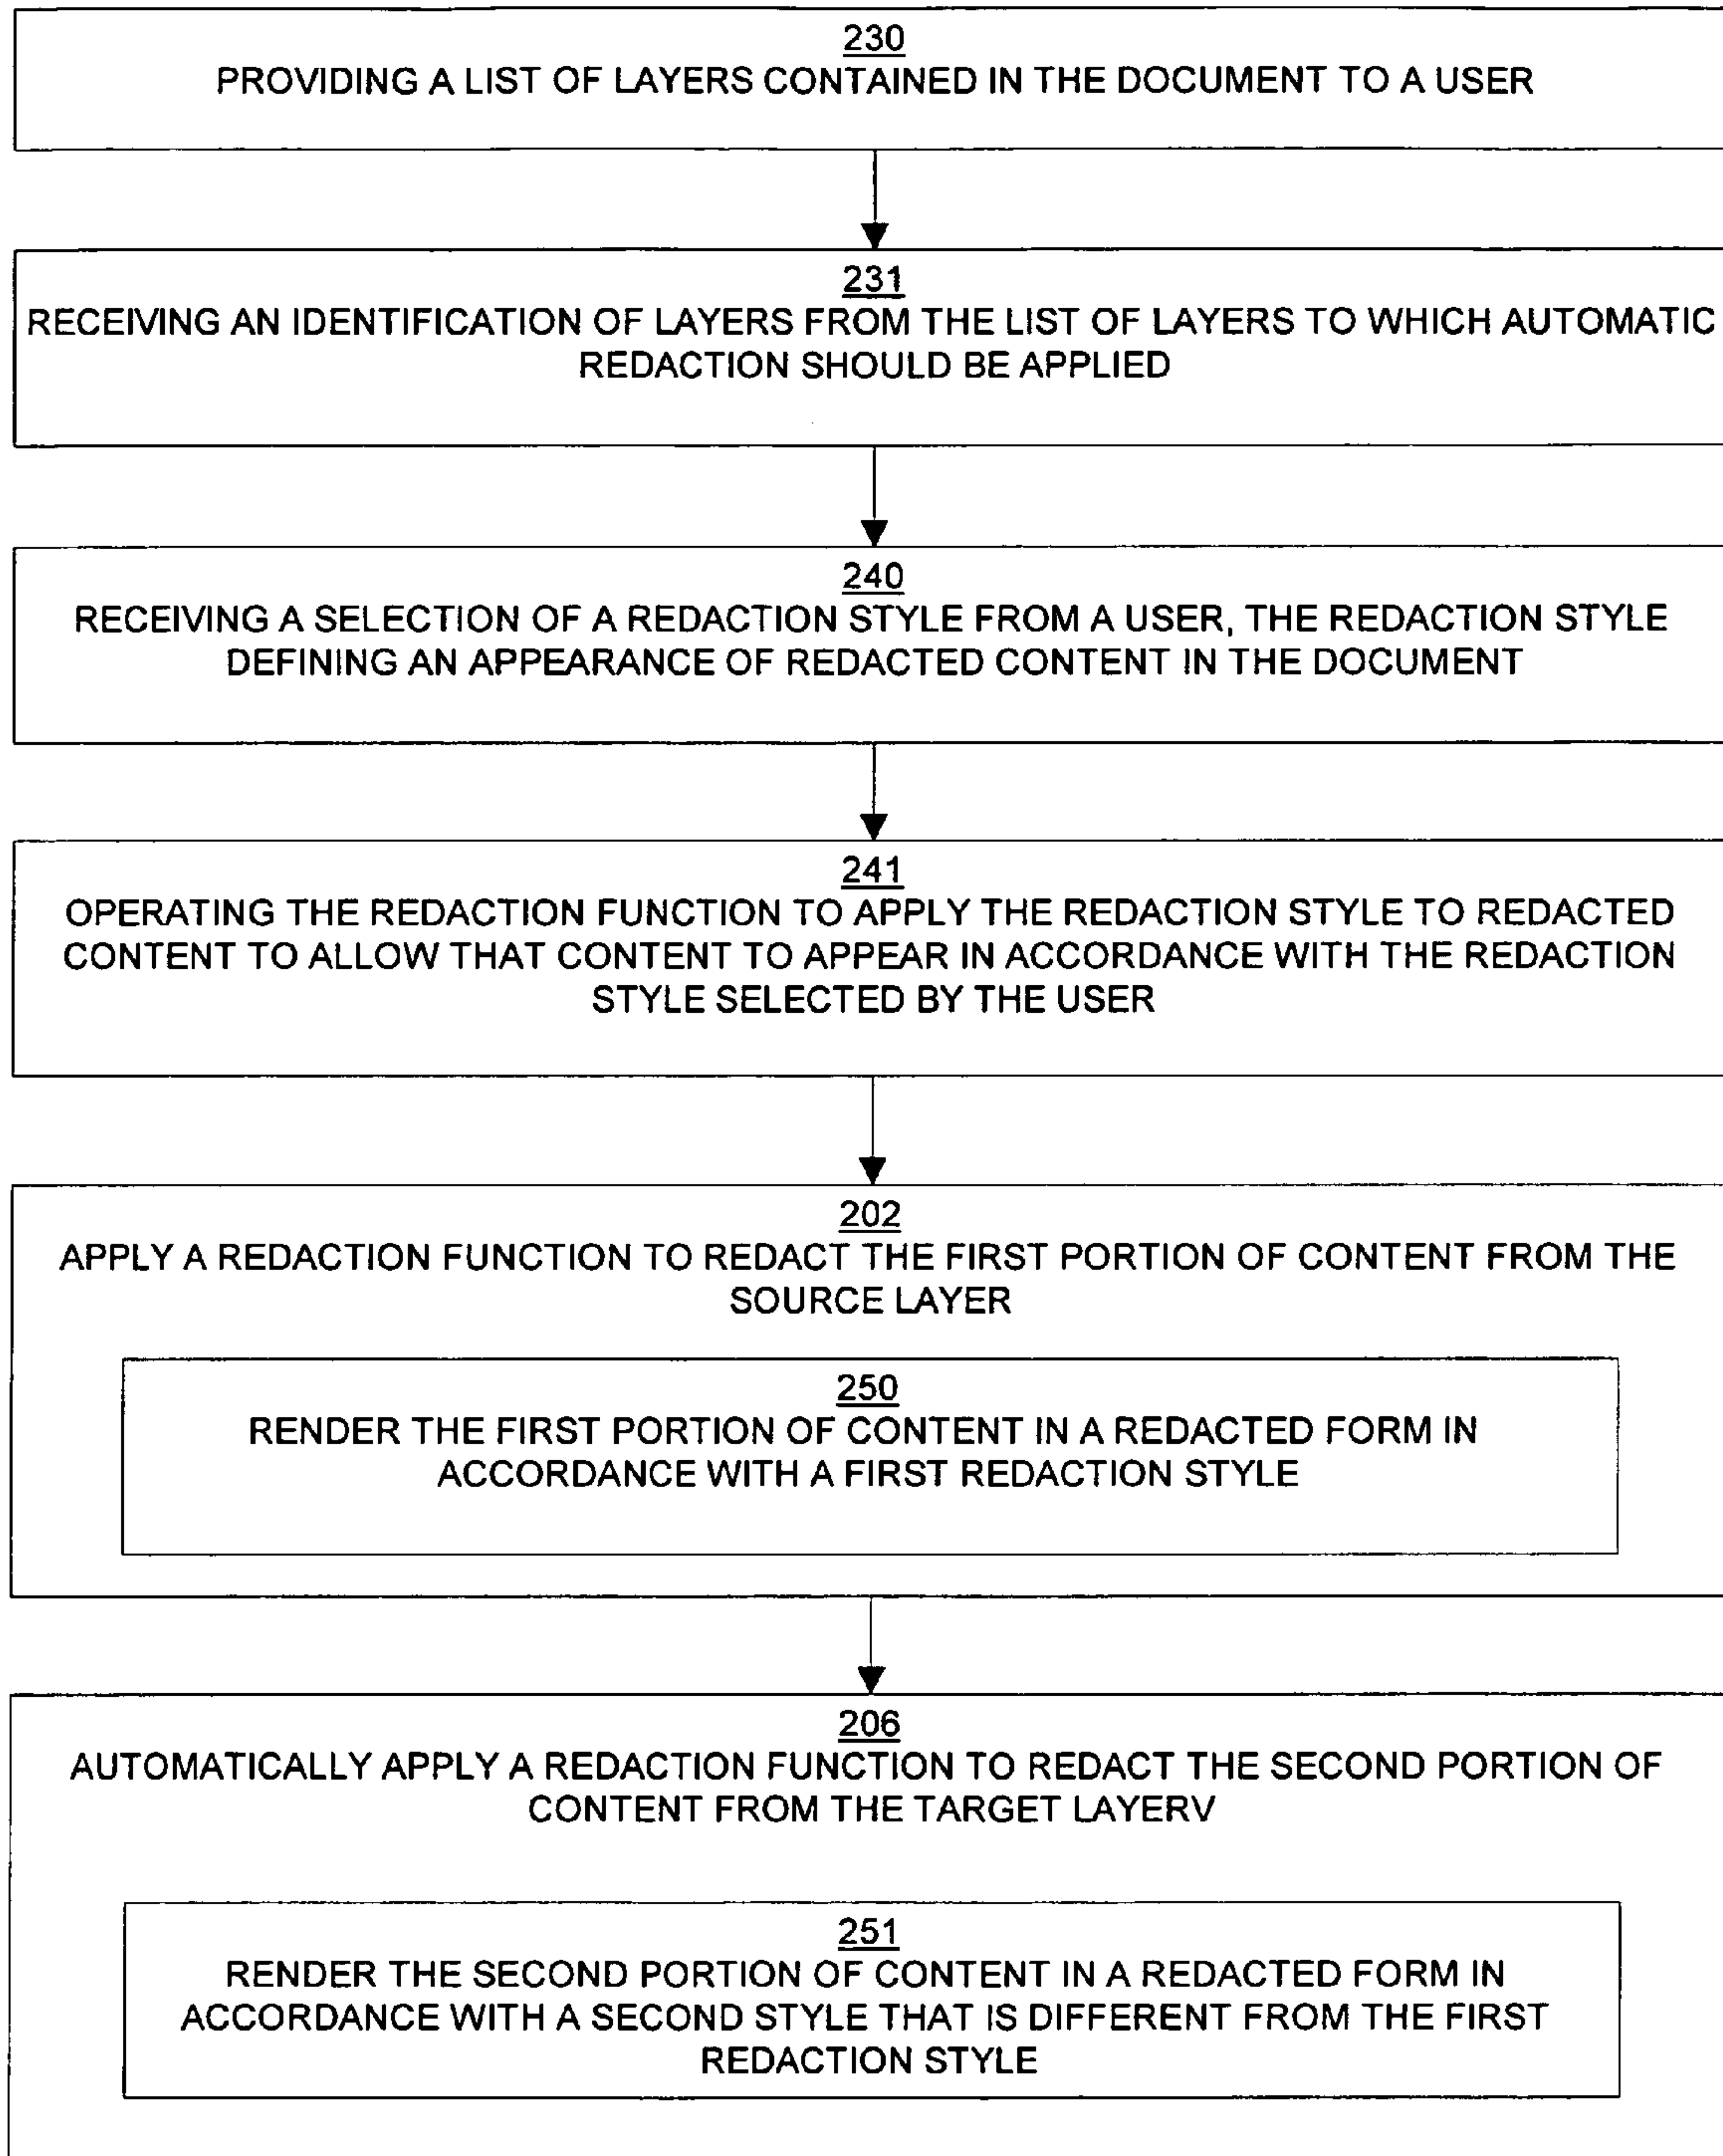 230
PROVIDING A LIST OF LAYERS CONTAINED IN THE DOCUMENT TO A USER
231
RECEIVING AN IDENTIFICATION OF LAYERS FROM THE LIST OF LAYERS TO WHICH AUTOMATIC
REDACTION SHOULD BE APPLIED
240
RECEIVING A SELECTION OF A REDACTION STYLE FROM A USER, THE REDACTION STYLE
DEFINING AN APPEARANCE OF REDACTED CONTENT IN THE DOCUMENT
241
OPERATING THE REDACTION FUNCTION TO APPLY THE REDACTION STYLE TO REDACTED
CONTENT TO ALLOW THAT CONTENT TO APPEAR IN ACCORDANCE WITH THE REDACTION
STYLE SELECTED BY THE USER
202
APPLY A REDACTION FUNCTION TO REDACT THE FIRST PORTION OF CONTENT FROM THE
SOURCE LAYER
250
RENDER THE FIRST PORTION OF CONTENT IN A REDACTED FORM IN
ACCORDANCE WITH A FIRST REDACTION STYLE
206
AUTOMATICALLY APPLY A REDACTION FUNCTION TO REDACT THE SECOND PORTION OF
CONTENT FROM THE TARGET LAYERV
251
RENDER THE SECOND PORTION OF CONTENT IN A REDACTED FORM IN
ACCORDANCE WITH A SECOND STYLE THAT IS DIFFERENT FROM THE FIRST
REDACTION STYLE